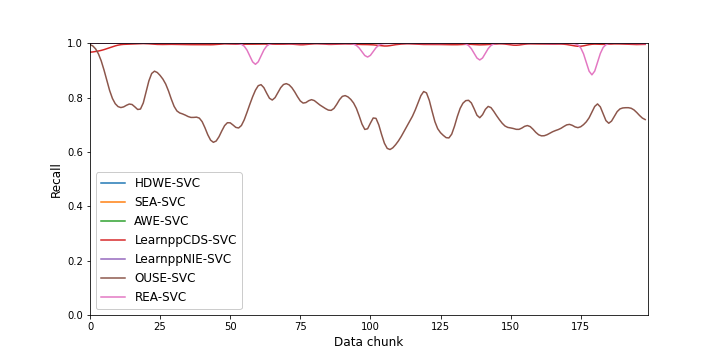 1.0
0.8
0.6
0.4
0.2
0.0
Recall
HDWE-SVC
SEA-SVC
AWE-SVC
LearnppCDS-SVC
LearnppNIE-SVC
OUSE-SVC
REA-SVC
0 25 50 75 100 125 150 175
Data chunk